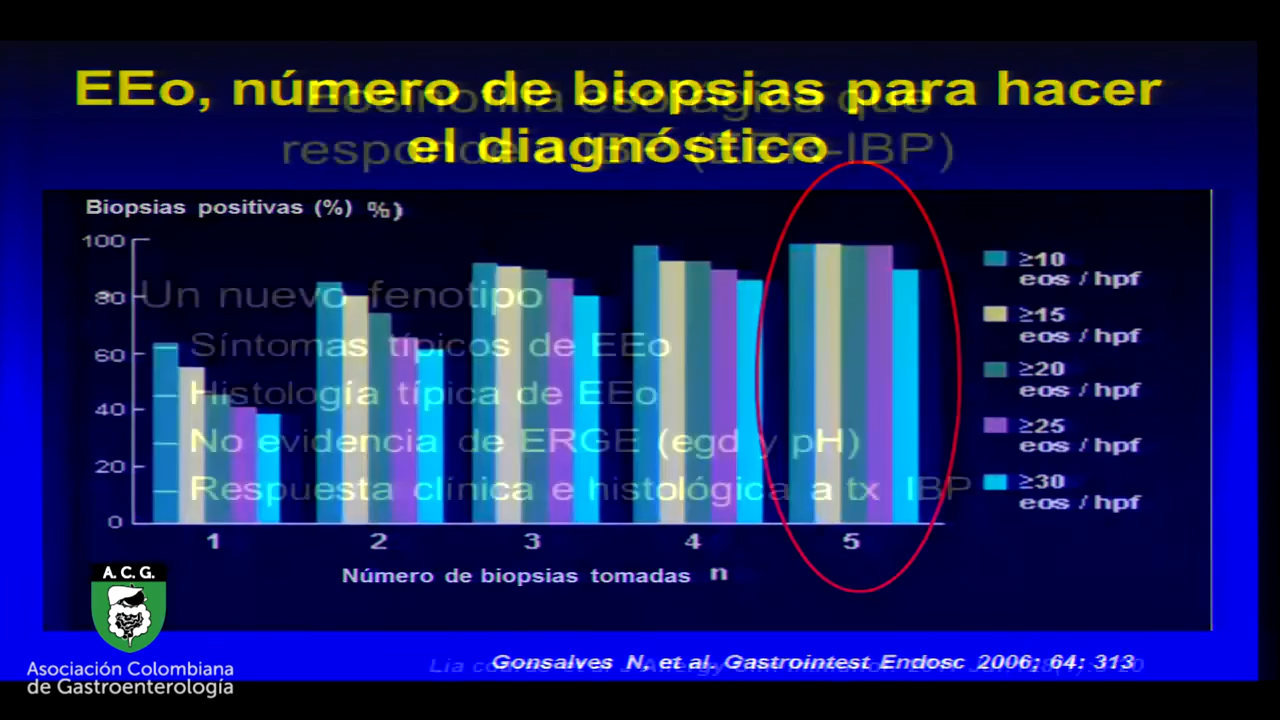 EEo, número de biopsias para hacer
el diagnóstico
Eosinofilia esofágica que
responde a IBP (EER-IBP)
Biopsias positivas (%) %)
100
80
60
40
20
0
1 2 3 4 5
Número de biopsias tomadas n
≥10
eos / hpf
≥15
eos / hpf
≥20
eos / hpf
≥25
eos / hpf
≥30
eos / hpf
Un nuevo fenotipo
– Síntomas típicos de EEo
– Histología típica de EEo
– No evidencia de ERGE (egd y pH)
– Respuesta clínica e histológica a tx IBP
A. C. G.
Asociación Colombiana
de Gastroenterología
Gonsalves N, et al. Gastrointest Endosc 2006; 64; 313